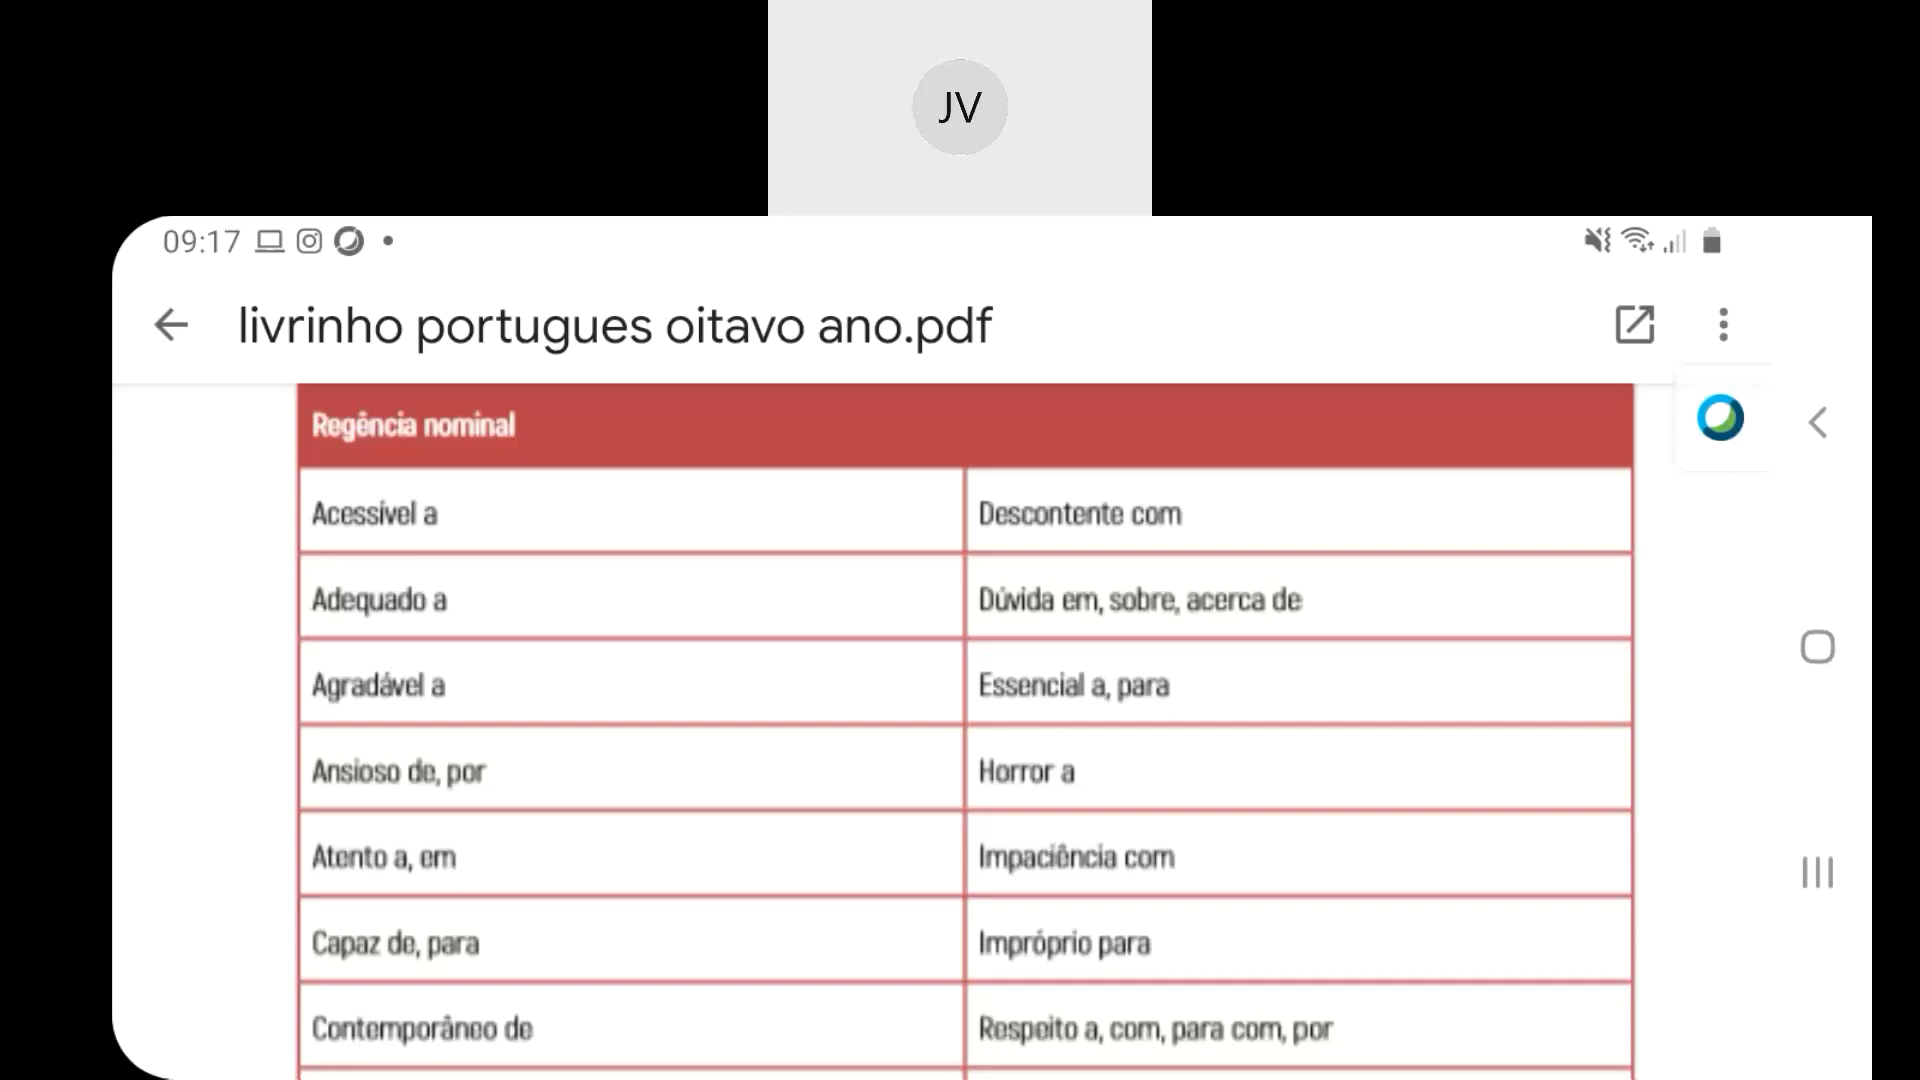 JV
09:17
livrinho portugues oitavo ano.pdf
Regência nominal
Acessível a
Descontente com
Adequado a
Dúvida em, sobre, acerca de
Agradável a
Essencial a, para
Ansioso de, por
Horror a
Atento a, em
Impaciência com
Capaz de, para
Impróprio para
Contemporâneo de
Respeito a, com, para com, por